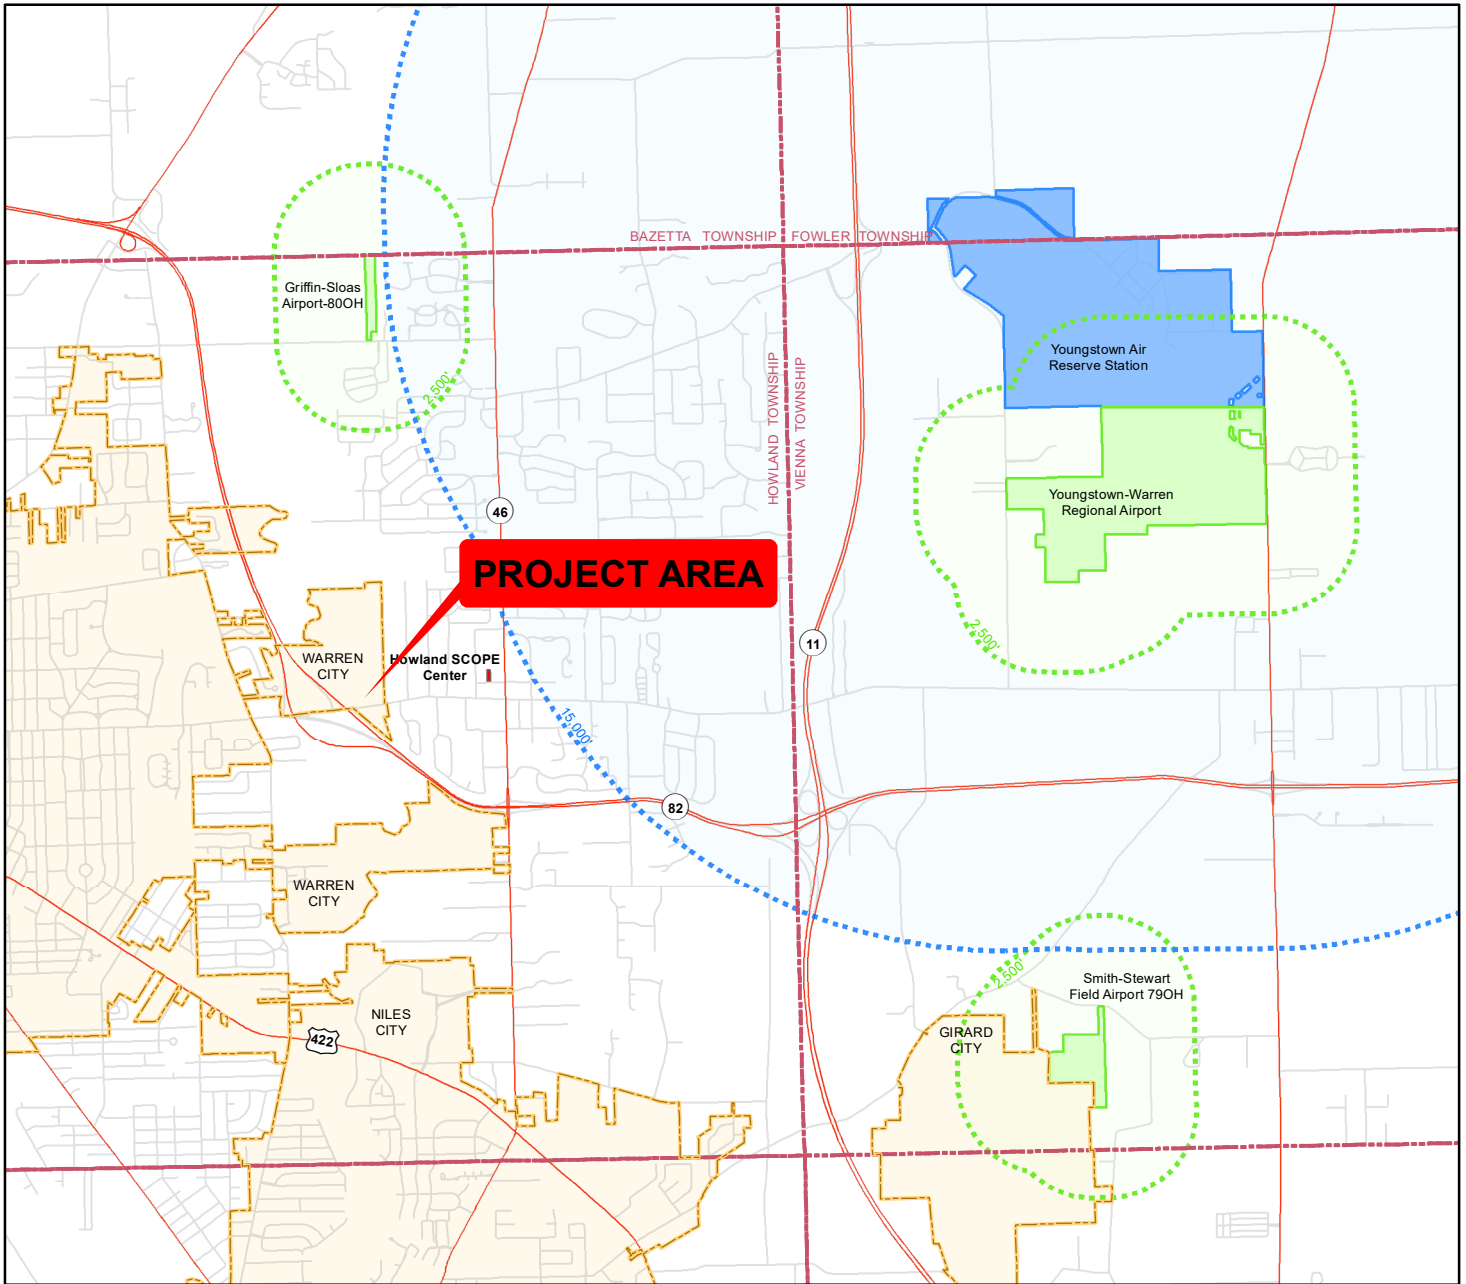 BAZETTA TOWNSHIP
FOWLER TOWNSHIP
Griffin-Sloas
Airport-80OH
2,500'
Youngstown Air
Reserve Station
HOWLAND TOWNSHIP
VIENNA TOWNSHIP
Youngstown-Warren
Regional Airport
46
PROJECT AREA
2,500'
11
WARREN
CITY
Howland SCOPE
Center
15,000'
82
WARREN
CITY
2,500'
Smith-Stewart
Field Airport 79OH
NILES
CITY
GIRARD
CITY
422